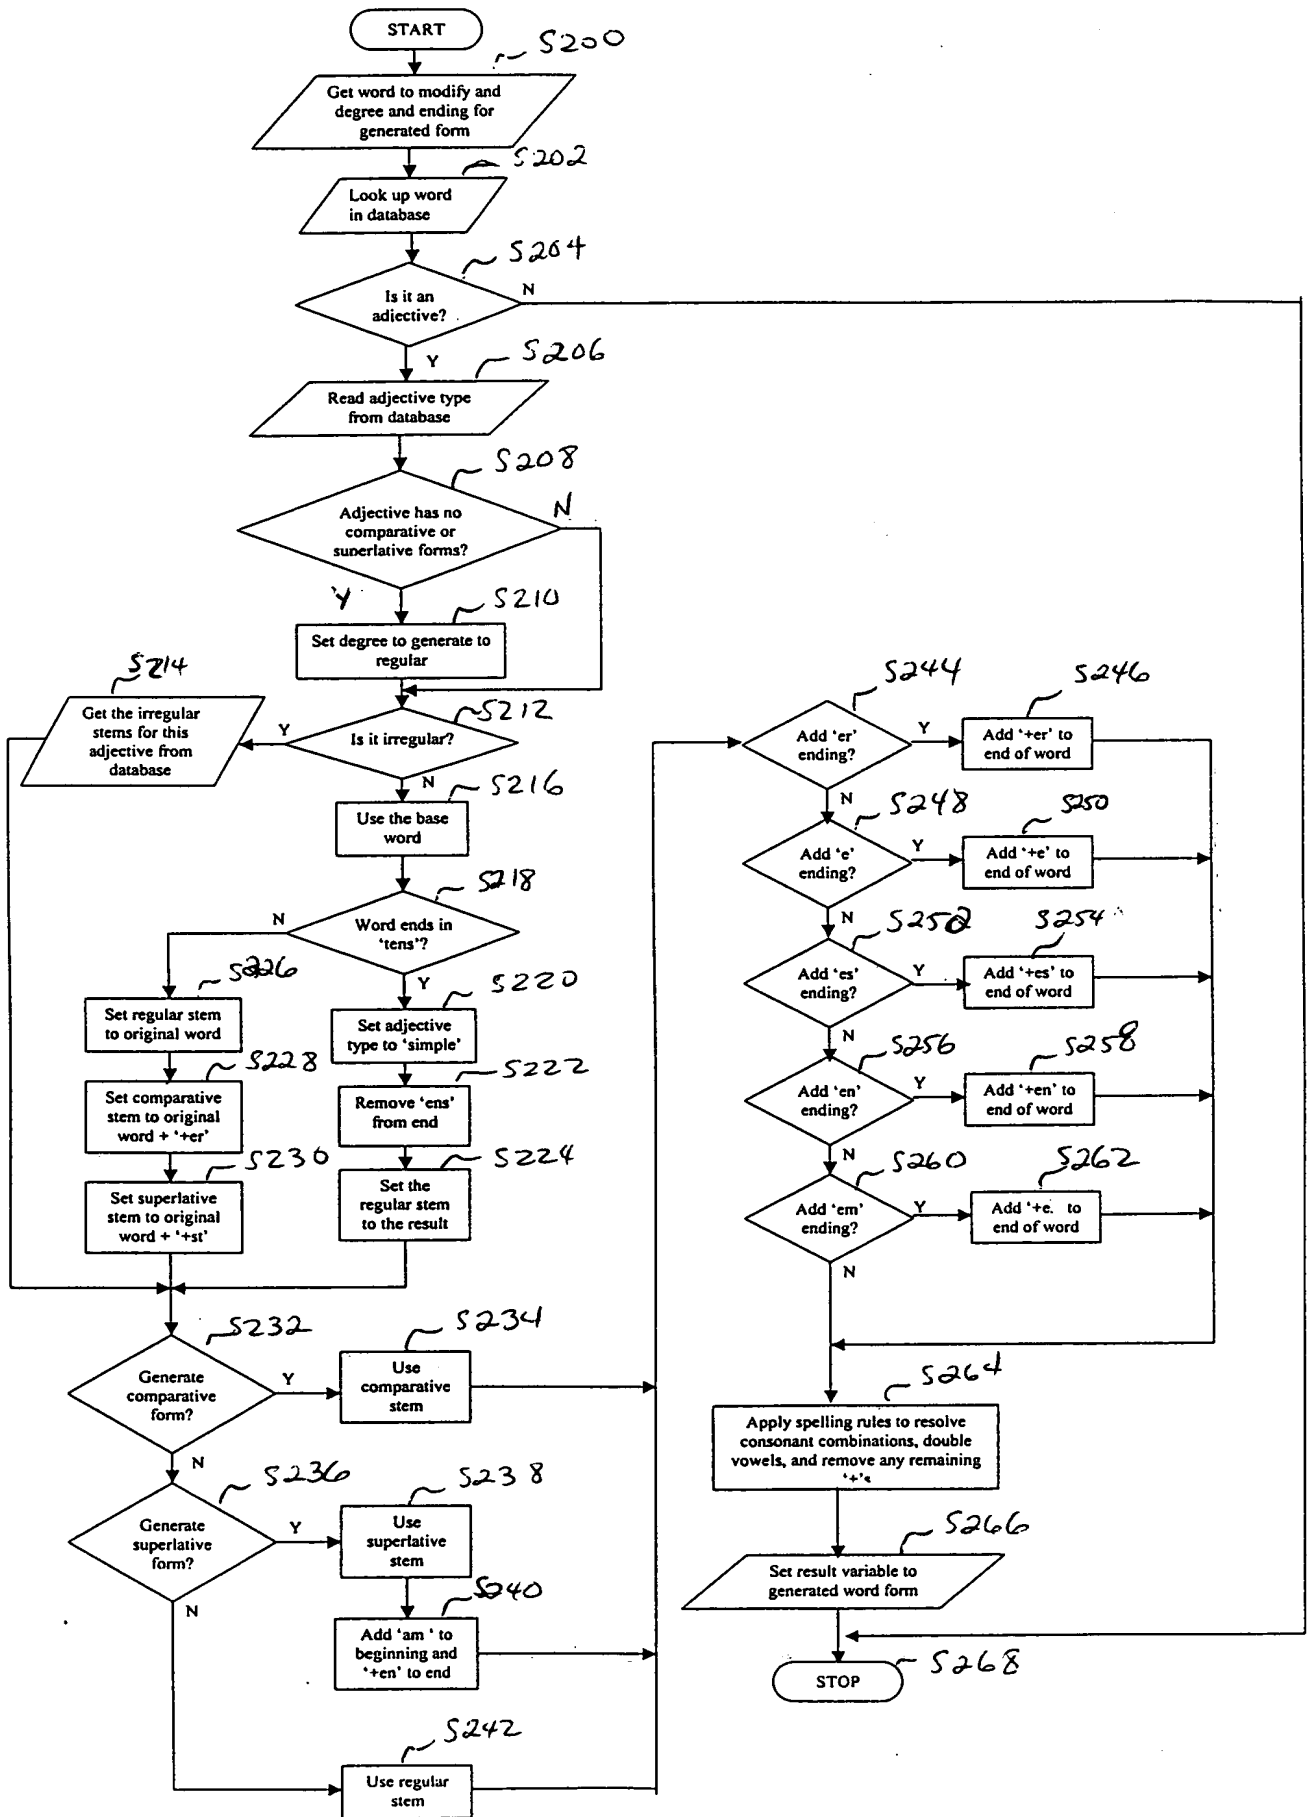 START
S200
Get word to modify and
degree and ending for
generated form
S202
Look up word
in database
S204
Is it an
adjective?
N
Y
S206
Read adjective type
from database
S208
Adjective has no
comparative or
superlative forms?
N
Y
S210
Set degree to generate to
regular
S214
Get the irregular
stems for this
adjective from
database
Y
S212
Is it irregular?
N
S216
Use the base
word
S218
Word ends in
'tens'?
N
Y
S226
Set regular stem
to original word
S228
Set comparative
stem to original
word + '+er'
S230
Set superlative
stem to original
word + '+st'
S220
Set adjective
type to 'simple'
S222
Remove 'ens'
from end
S224
Set the
regular stem
to the result
S232
Generate
comparative
form?
Y
N
S234
Use
comparative
stem
S236
Generate
superlative
form?
Y
N
S238
Use
superlative
stem
S240
Add 'am ' to
beginning and
'+en' to end
S242
Use regular
stem
S244
Add 'er'
ending?
Y
N
S246
Add '+er' to
end of word
S248
Add 'e'
ending?
Y
N
S250
Add '+e' to
end of word
S252
Add 'es'
ending?
Y
N
S254
Add '+es' to
end of word
S256
Add 'en'
ending?
Y
N
S258
Add '+en' to
end of word
S260
Add 'em'
ending?
Y
N
S262
Add '+e. to
end of word
S264
Apply spelling rules to resolve
consonant combinations, double
vowels, and remove any remaining
'+'s
S266
Set result variable to
generated word form
STOP
S268